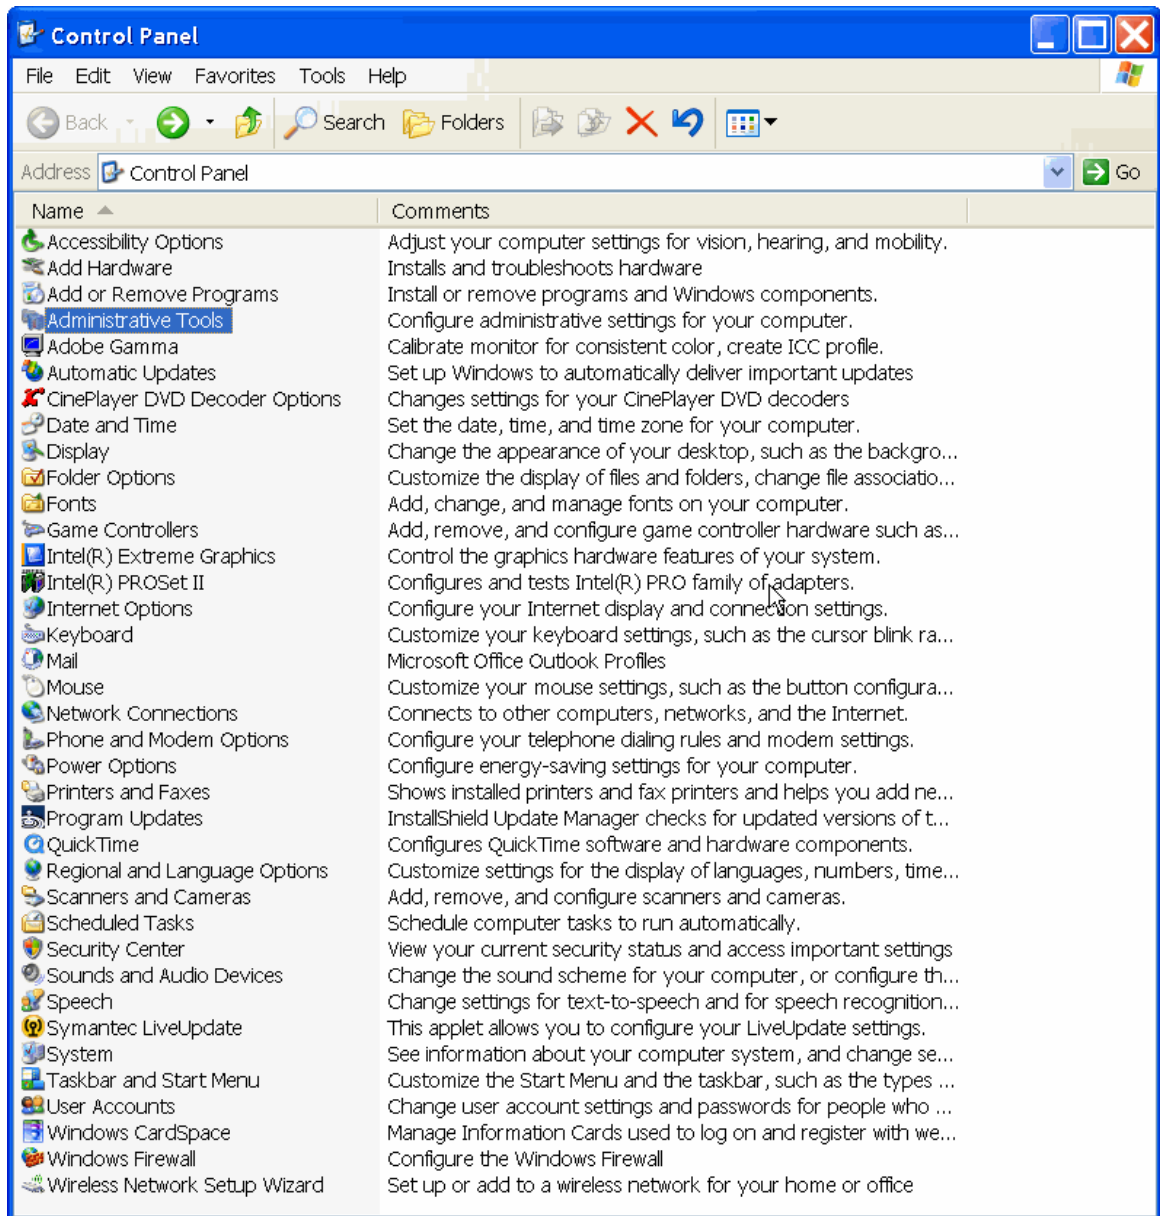 Control Panel
File Edit View Favorites Tools Help
Back Search Folders
Address Control Panel Go
Name Comments
Accessibility Options Adjust your computer settings for vision, hearing, and mobility.
Add Hardware Installs and troubleshoots hardware
Add or Remove Programs Install or remove programs and Windows components.
Administrative Tools Configure administrative settings for your computer.
Adobe Gamma Calibrate monitor for consistent color, create ICC profile.
Automatic Updates Set up Windows to automatically deliver important updates
CinePlayer DVD Decoder Options Changes settings for your CinePlayer DVD decoders
Date and Time Set the date, time, and time zone for your computer.
Display Change the appearance of your desktop, such as the backgro...
Folder Options Customize the display of files and folders, change file associatio...
Fonts Add, change, and manage fonts on your computer.
Game Controllers Add, remove, and configure game controller hardware such as...
Intel(R) Extreme Graphics Control the graphics hardware features of your system.
Intel(R) PROSet II Configures and tests Intel(R) PRO family of adapters.
Internet Options Configure your Internet display and connection settings.
Keyboard Customize your keyboard settings, such as the cursor blink ra...
Mail Microsoft Office Outlook Profiles
Mouse Customize your mouse settings, such as the button configura...
Network Connections Connects to other computers, networks, and the Internet.
Phone and Modem Options Configure your telephone dialing rules and modem settings.
Power Options Configure energy-saving settings for your computer.
Printers and Faxes Shows installed printers and fax printers and helps you add ne...
Program Updates InstallShield Update Manager checks for updated versions of t...
QuickTime Configures QuickTime software and hardware components.
Regional and Language Options Customize settings for the display of languages, numbers, time...
Scanners and Cameras Add, remove, and configure scanners and cameras.
Scheduled Tasks Schedule computer tasks to run automatically.
Security Center View your current security status and access important settings
Sounds and Audio Devices Change the sound scheme for your computer, or configure th...
Speech Change settings for text-to-speech and for speech recognition...
Symantec LiveUpdate This applet allows you to configure your LiveUpdate settings.
System See information about your computer system, and change se...
Taskbar and Start Menu Customize the Start Menu and the taskbar, such as the types ...
User Accounts Change user account settings and passwords for people who ...
Windows CardSpace Manage Information Cards used to log on and register with we...
Windows Firewall Configure the Windows Firewall
Wireless Network Setup Wizard Set up or add to a wireless network for your home or office